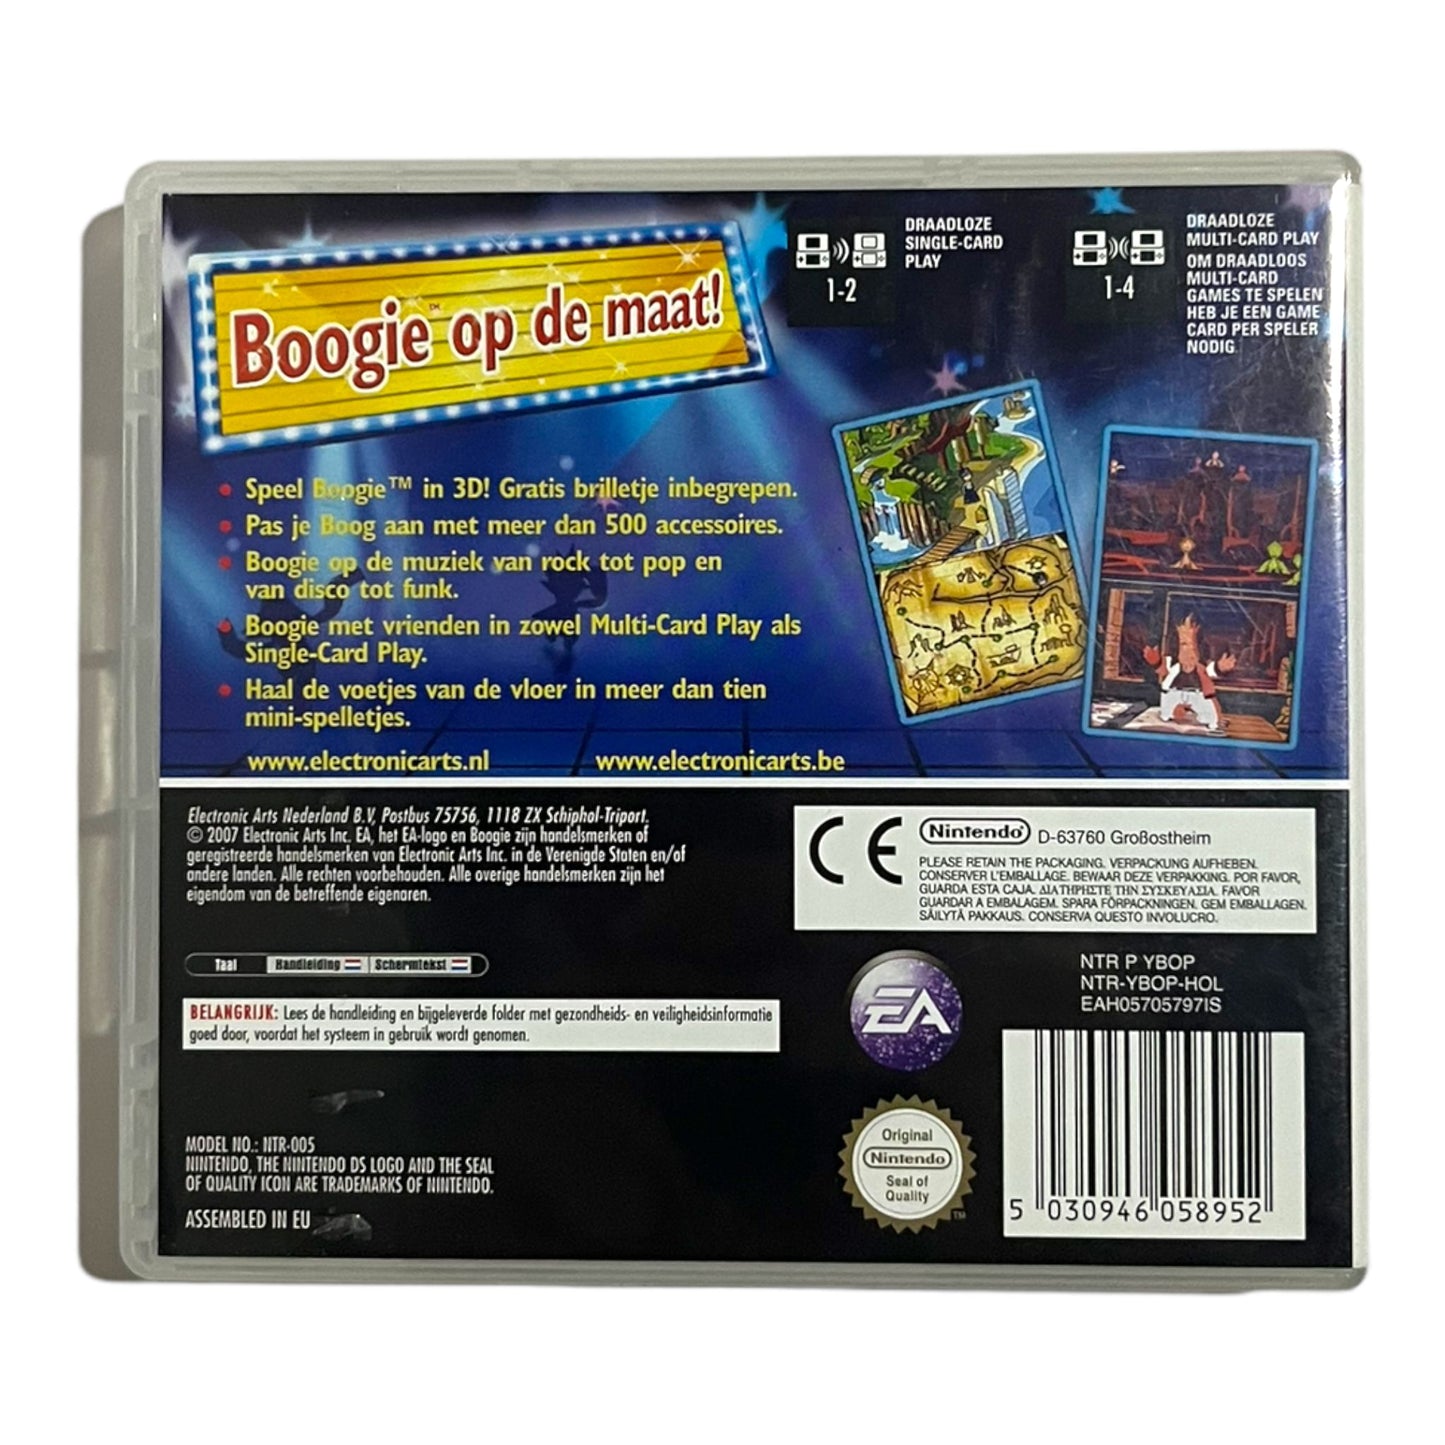 Boogie™ op de maat!
DRAADLOZE
SINGLE-CARD
PLAY
1-2
DRAADLOZE
MULTI-CARD PLAY
OM DRAADLOOS
MULTI-CARD
GAMES TE SPELEN
HEB JE EEN GAME
CARD PER SPELER
NODIG
1-4
• Speel Boogie™ in 3D! Gratis brilletje inbegrepen.
• Pas je Boog aan met meer dan 500 accessoires.
• Boogie op de muziek van rock tot pop en
van disco tot funk.
• Boogie met vrienden in zowel Multi-Card Play als
Single-Card Play.
• Haal de voetjes van de vloer in meer dan tien
mini-spelletjes.
www.electronicarts.nl www.electronicarts.be
Electronic Arts Nederland B.V, Postbus 75756, 1118 ZX Schiphol-Triport.
© 2007 Electronic Arts Inc. EA, het EA-logo en Boogie zijn handelsmerken of
geregistreerde handelsmerken van Electronic Arts Inc. in de Verenigde Staten en/of
andere landen. Alle rechten voorbehouden. Alle overige handelsmerken zijn het
eigendom van de betreffende eigenaren.
CE
Nintendo® D-63760 Großostheim
PLEASE RETAIN THE PACKAGING. VERPACKUNG AUFHEBEN.
CONSERVER L'EMBALLAGE. BEWAAR DEZE VERPAKKING. POR FAVOR,
GUARDA ESTA CAJA. ΔΙΑΤΗΡΗΣΤΕ ΤΗΝ ΣΥΣΚΕΥΑΣΙΑ. FAVOR
GUARDAR A EMBALAGEM. SPARA FÖRPACKNINGEN. GEM EMBALLAGEN.
SÄILYTÄ PAKKAUS. CONSERVA QUESTO INVOLUCRO.
Taal Handleiding Schermtekst
BELANGRIJK: Lees de handleiding en bijgeleverde folder met gezondheids- en veiligheidsinformatie
goed door, voordat het systeem in gebruik wordt genomen.
EA
NTR P YBOP
NTR-YBOP-HOL
EAH05705797IS
MODEL NO.: NTR-005
NINTENDO, THE NINTENDO DS LOGO AND THE SEAL
OF QUALITY ICON ARE TRADEMARKS OF NINTENDO.
ASSEMBLED IN EU
Original
Nintendo
Seal of
Quality
™
5 030946 058952